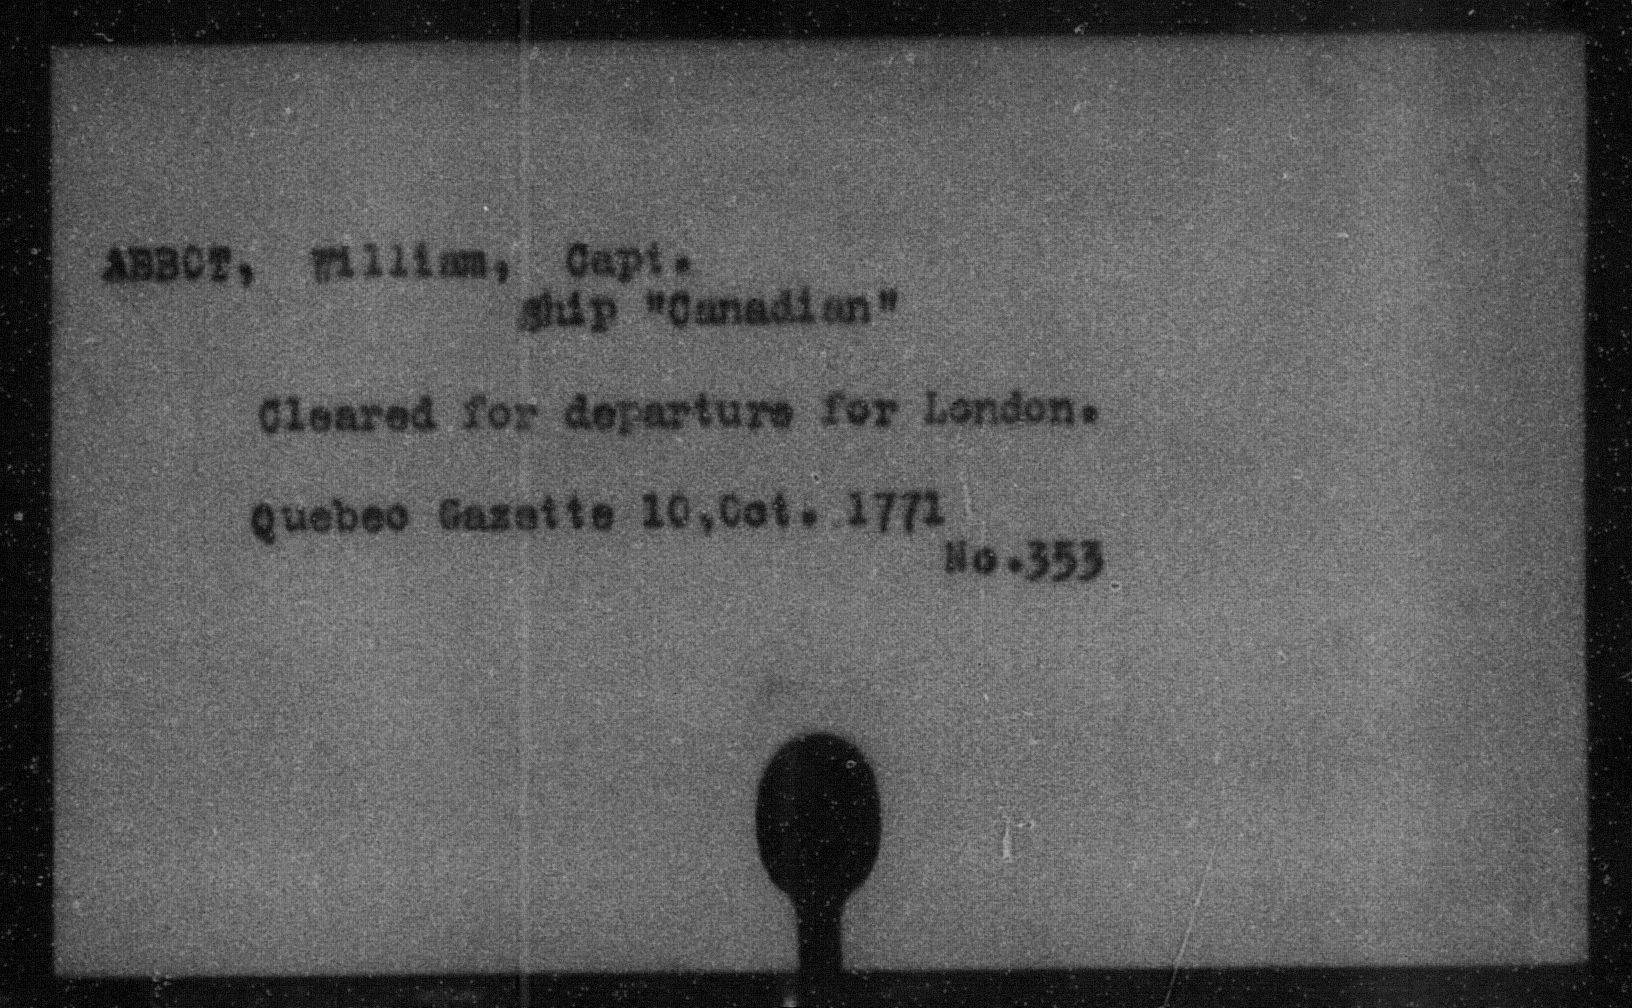 ABBOT, William, Capt.
ship "Canadian"
Cleared for departure for London.
Quebec Gazette 10,Oct. 1771
No.353